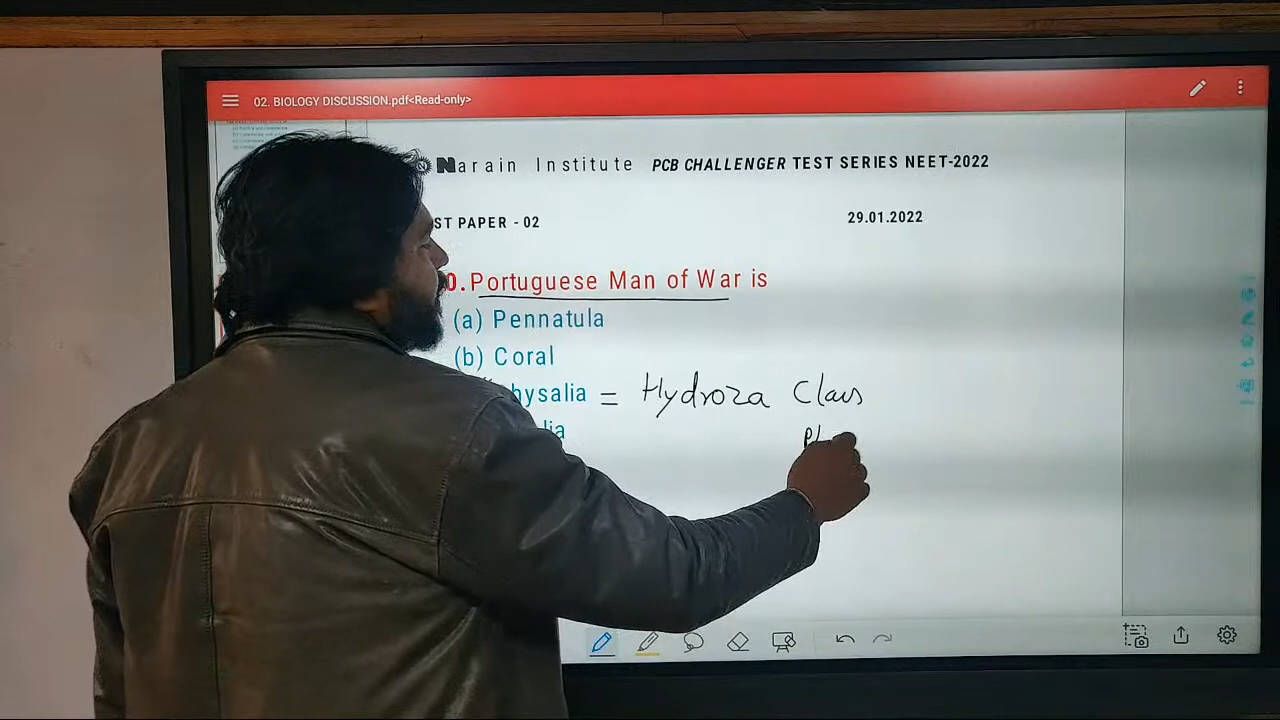 02. BIOLOGY DISCUSSION.pdf<Read-only>
Narain Institute PCB CHALLENGER TEST SERIES NEET-2022
ST PAPER - 02 29.01.2022
0. Portuguese Man of War is
(a) Pennatula
(b) Coral
hysalia = Hydroza Class
lia